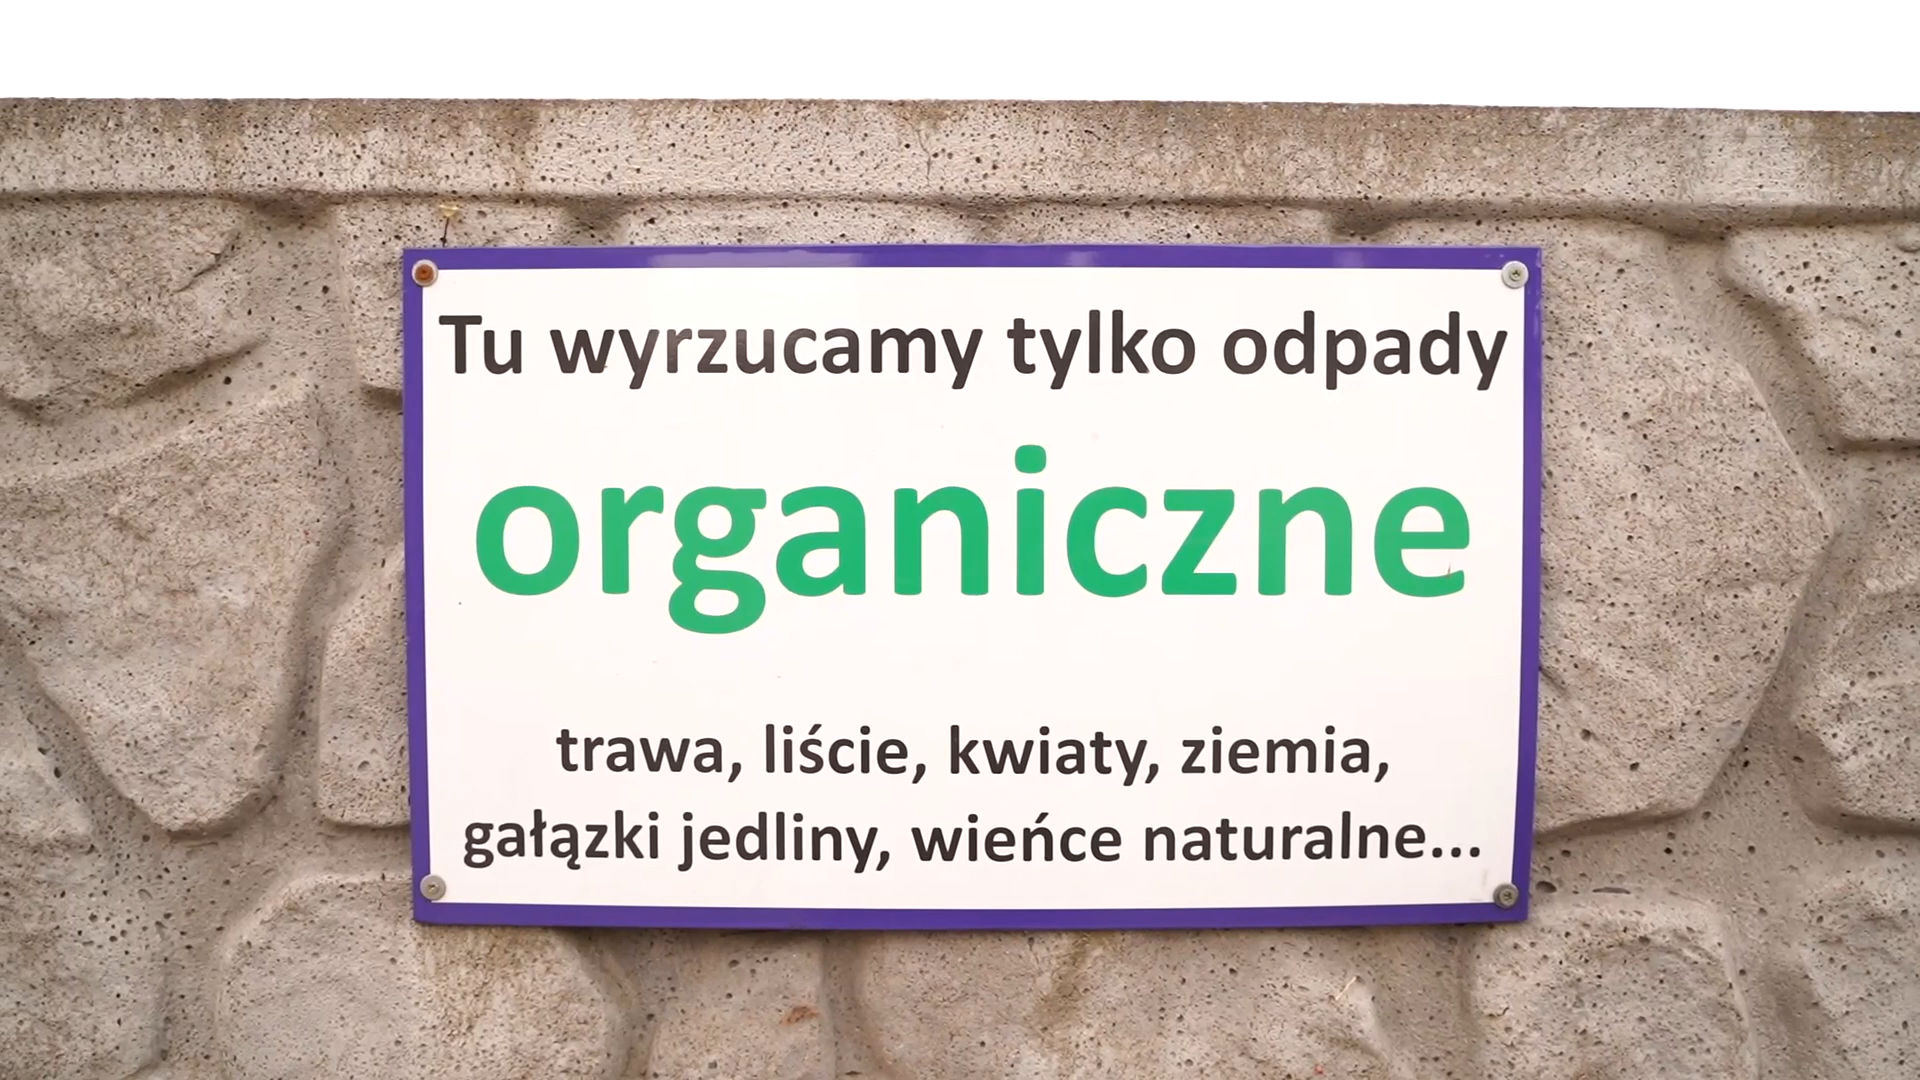 Tu wyrzucamy tylko odpady
organiczne
trawa, liście, kwiaty, ziemia,
gałązki jedliny, wieńce naturalne...